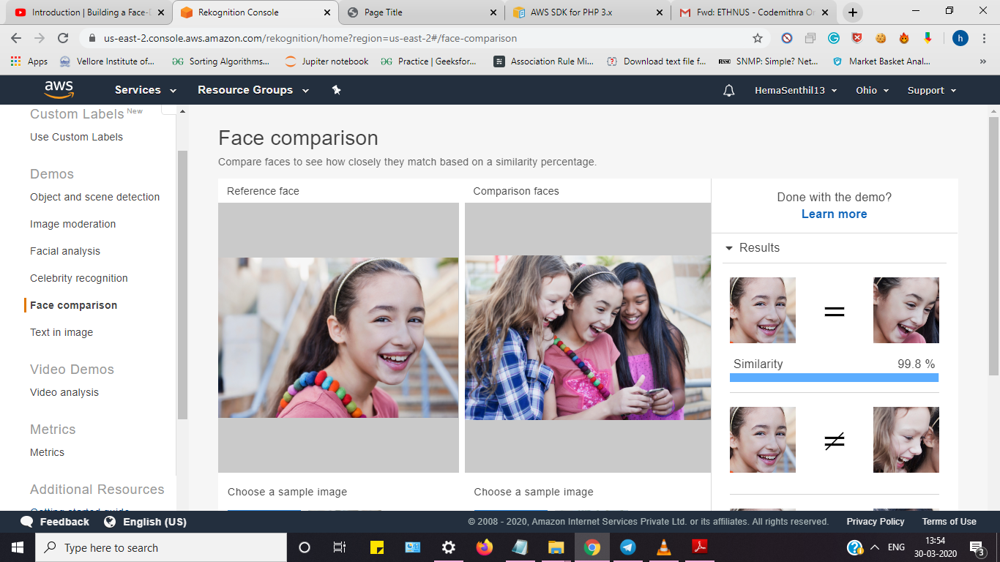 Introduction | Building a Face-D
Rekognition Console
Page Title
AWS SDK for PHP 3.x
Fwd: ETHNUS - Codemithra On
us-east-2.console.aws.amazon.com/rekognition/home?region=us-east-2#/face-comparison
h
Apps
Vellore Institute of...
Sorting Algorithms...
Jupiter notebook
Practice | Geeksfor...
Association Rule Mi...
Download text file f...
SNMP: Simple? Net...
Market Basket Anal...
aws
Services
Resource Groups
HemaSenthil13
Ohio
Support
Custom Labels New
Use Custom Labels
Demos
Object and scene detection
Image moderation
Facial analysis
Celebrity recognition
Face comparison
Text in image
Video Demos
Video analysis
Metrics
Metrics
Additional Resources
Getting started guide
Face comparison
Compare faces to see how closely they match based on a similarity percentage.
Reference face
Comparison faces
Choose a sample image
Choose a sample image
Done with the demo?
Learn more
Results
=
Similarity 99.8 %
≠
Feedback
English (US)
© 2008 - 2020, Amazon Internet Services Private Ltd. or its affiliates. All rights reserved.
Privacy Policy
Terms of Use
Type here to search
ENG
13:54
30-03-2020
3